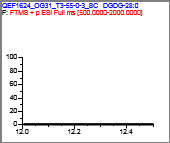 QEF1624_OG31_T3-55-0-3_SC DGDG-28:0
F: FTMS + p ESI Full ms [500.0000-2000.0000]
100
80
60
40
20
0
12.0 12.2 12.4